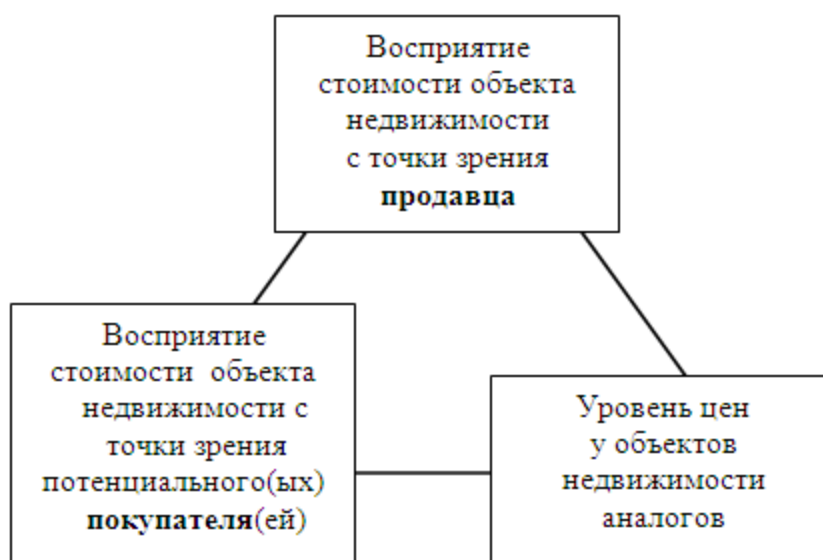 Восприятие
стоимости объекта
недвижимости
с точки зрения
продавца
Восприятие
стоимости объекта
недвижимости с
точки зрения
потенциального(ых)
покупателя(ей)
Уровень цен
у объектов
недвижимости
аналогов